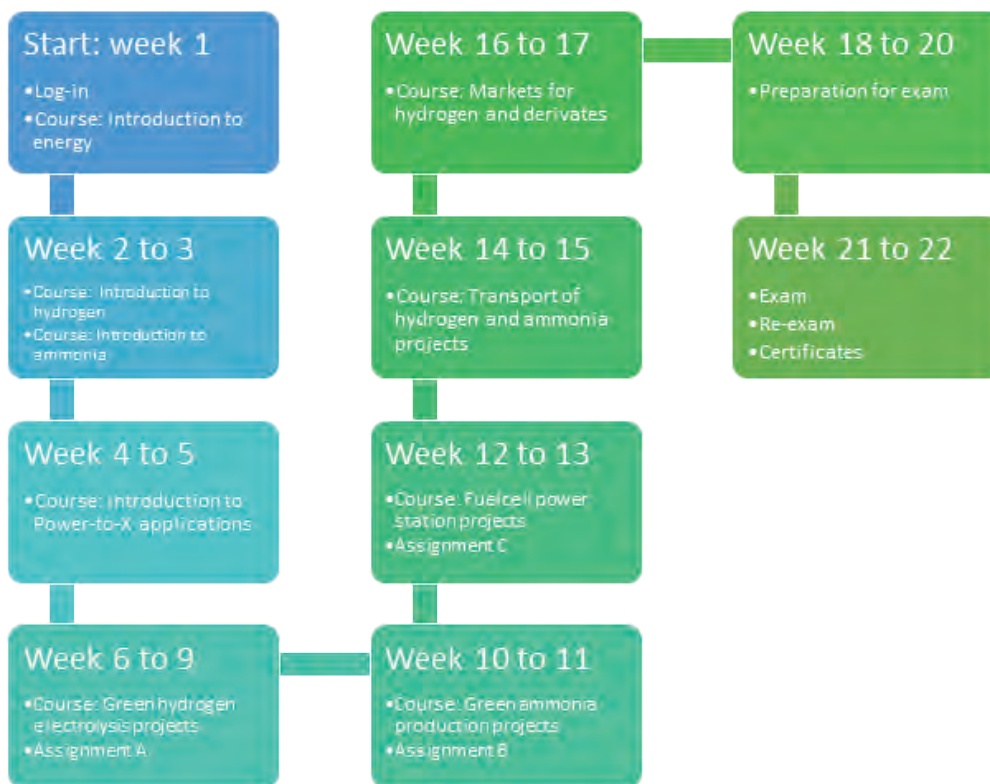 Start: week 1
•Log-in
•Course: Introduction to
energy
Week 2 to 3
•Course: Introduction to
hydrogen
•Course: Introduction to
ammonia
Week 4 to 5
•Course: Introduction to
Power-to-X applications
Week 6 to 9
•Course: Green hydrogen
electrolysis projects
•Assignment A
Week 10 to 11
•Course: Green ammonia
production projects
•Assignment B
Week 12 to 13
•Course: Fuelcell power
station projects
•Assignment C
Week 14 to 15
•Course: Transport of
hydrogen and ammonia
projects
Week 16 to 17
•Course: Markets for
hydrogen and derivates
Week 18 to 20
•Preparation for exam
Week 21 to 22
•Exam
•Re-exam
•Certificates